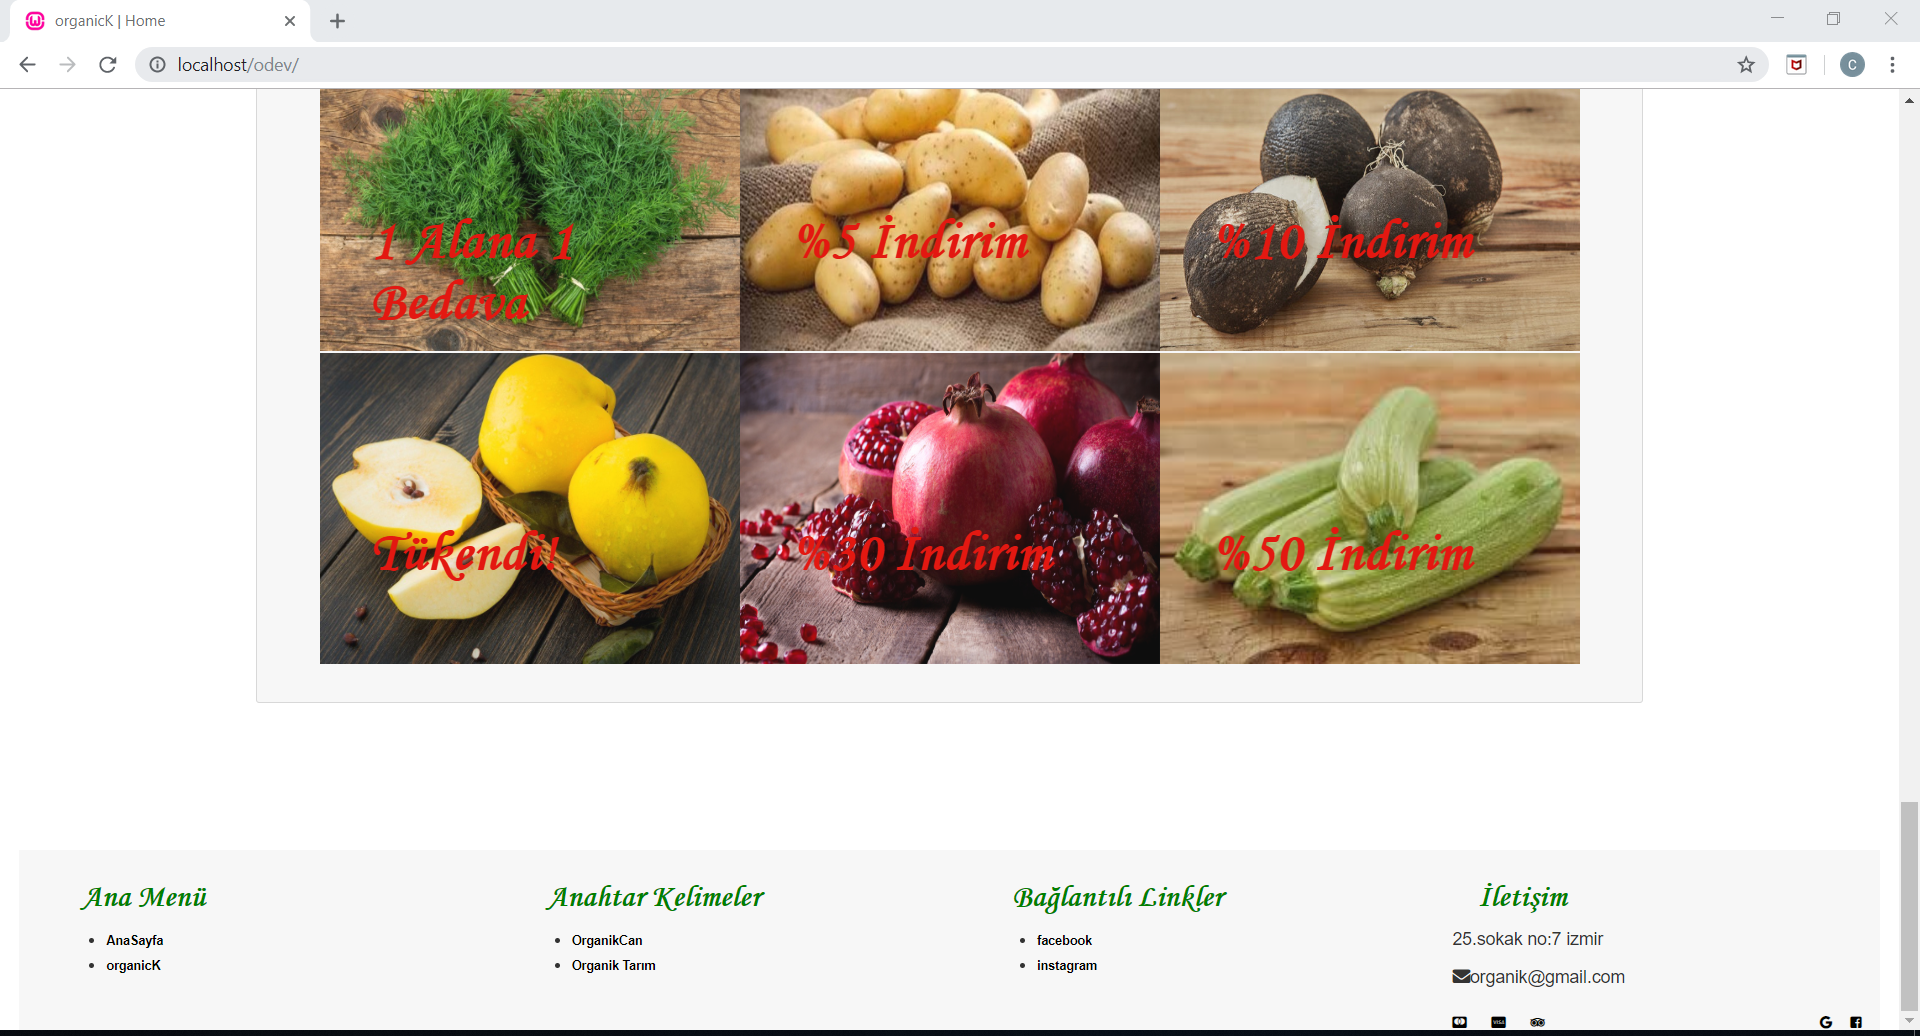 organicK | Home
localhost/odev/
C
1 Alana 1
Bedava
%5 İndirim
%10 İndirim
Tükendi!
%30 İndirim
%50 İndirim
Ana Menü
AnaSayfa
organicK
Anahtar Kelimeler
OrganikCan
Organik Tarım
Bağlantılı Linkler
facebook
instagram
İletişim
25.sokak no:7 izmir
organik@gmail.com
VISA